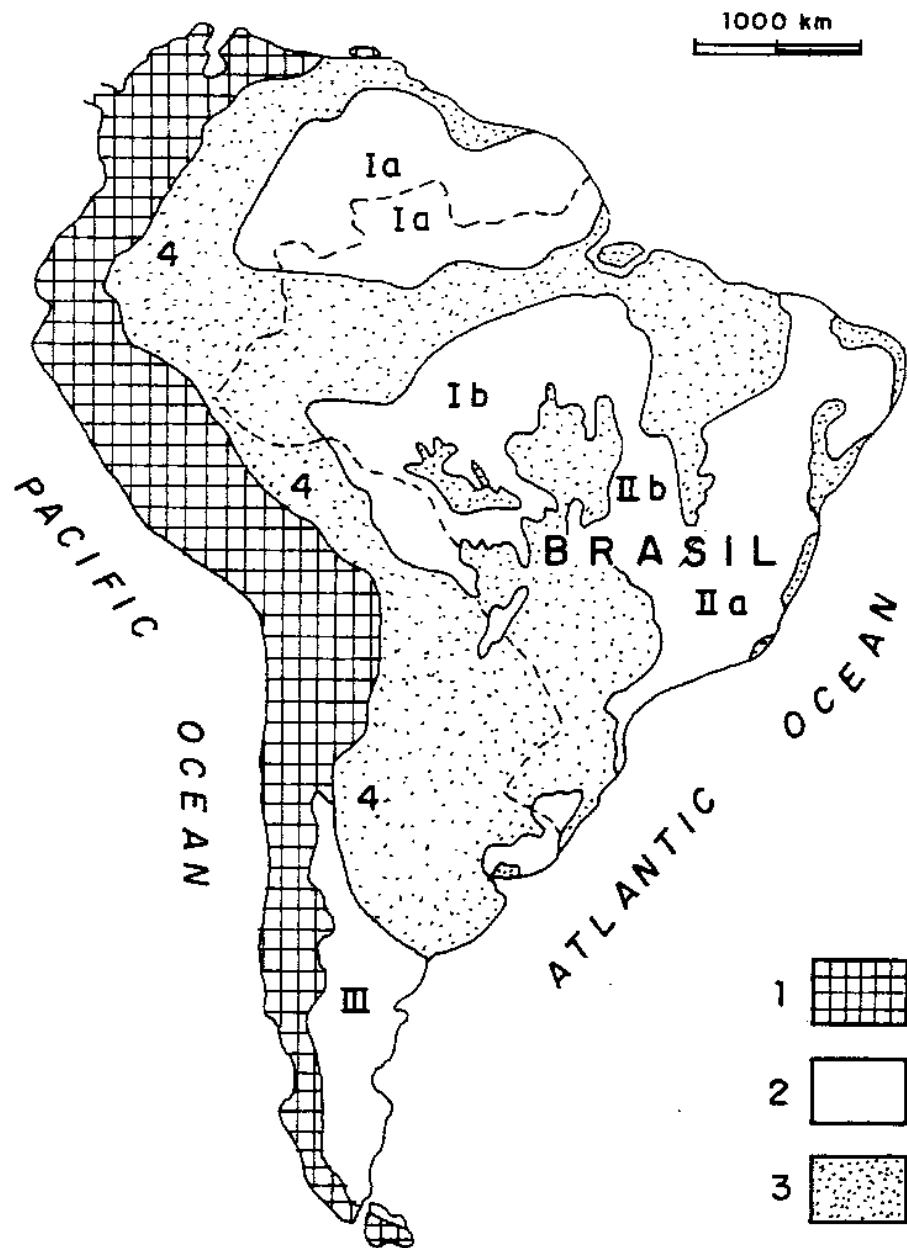 1000 km
Ia
Ia
4
Ib
4
IIb
BRASIL
IIa
PACIFIC
OCEAN
4
ATLANTIC
OCEAN
III
1
2
3